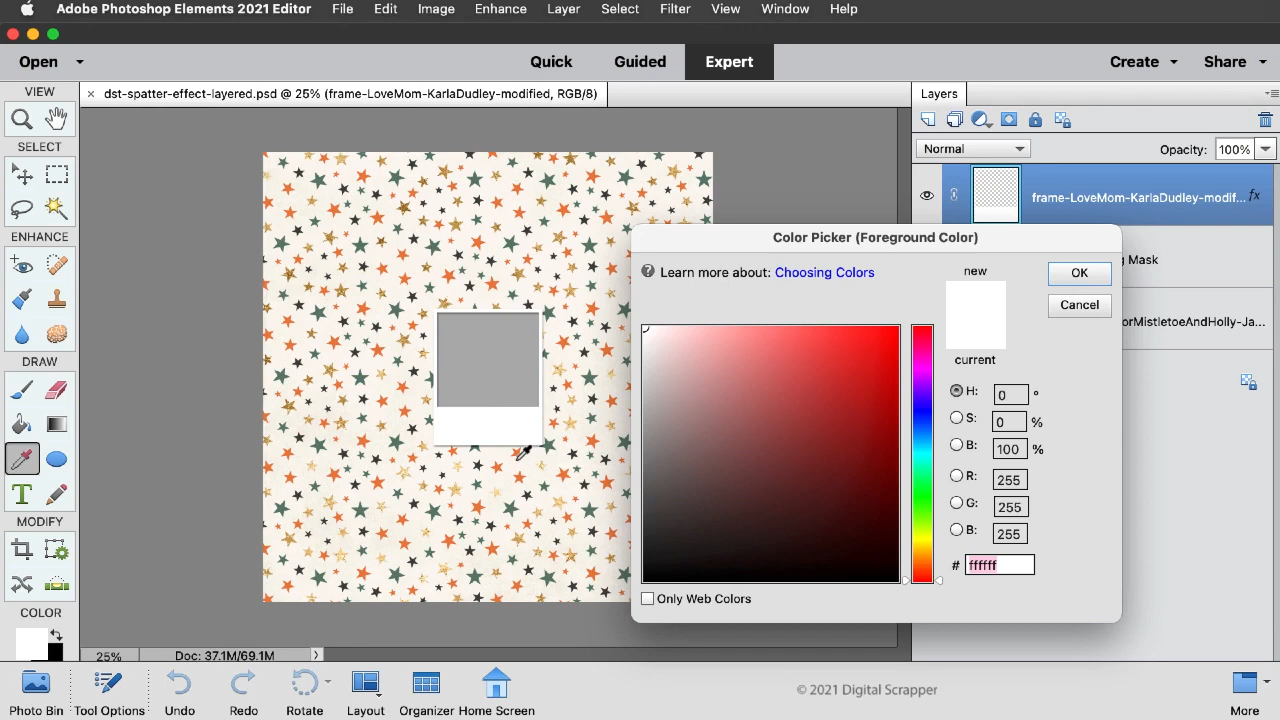 Adobe Photoshop Elements 2021 Editor File Edit Image Enhance Layer Select Filter View Window Help
Open Quick Guided Expert Create Share
VIEW
× dst-spatter-effect-layered.psd @ 25% (frame-LoveMom-KarlaDudley-modified, RGB/8)
Layers
SELECT
Normal Opacity: 100%
frame-LoveMom-KarlaDudley-modif... fx
ENHANCE
Color Picker (Foreground Color)
g Mask
? Learn more about: Choosing Colors
new
OK
Cancel
orMistletoeAndHolly-Ja...
current
DRAW
H: 0 °
S: 0 %
B: 100 %
R: 255
G: 255
B: 255
# ffffff
Only Web Colors
T
MODIFY
COLOR
25% Doc: 37.1M/69.1M
Photo Bin Tool Options Undo Redo Rotate Layout Organizer Home Screen
© 2021 Digital Scrapper
More